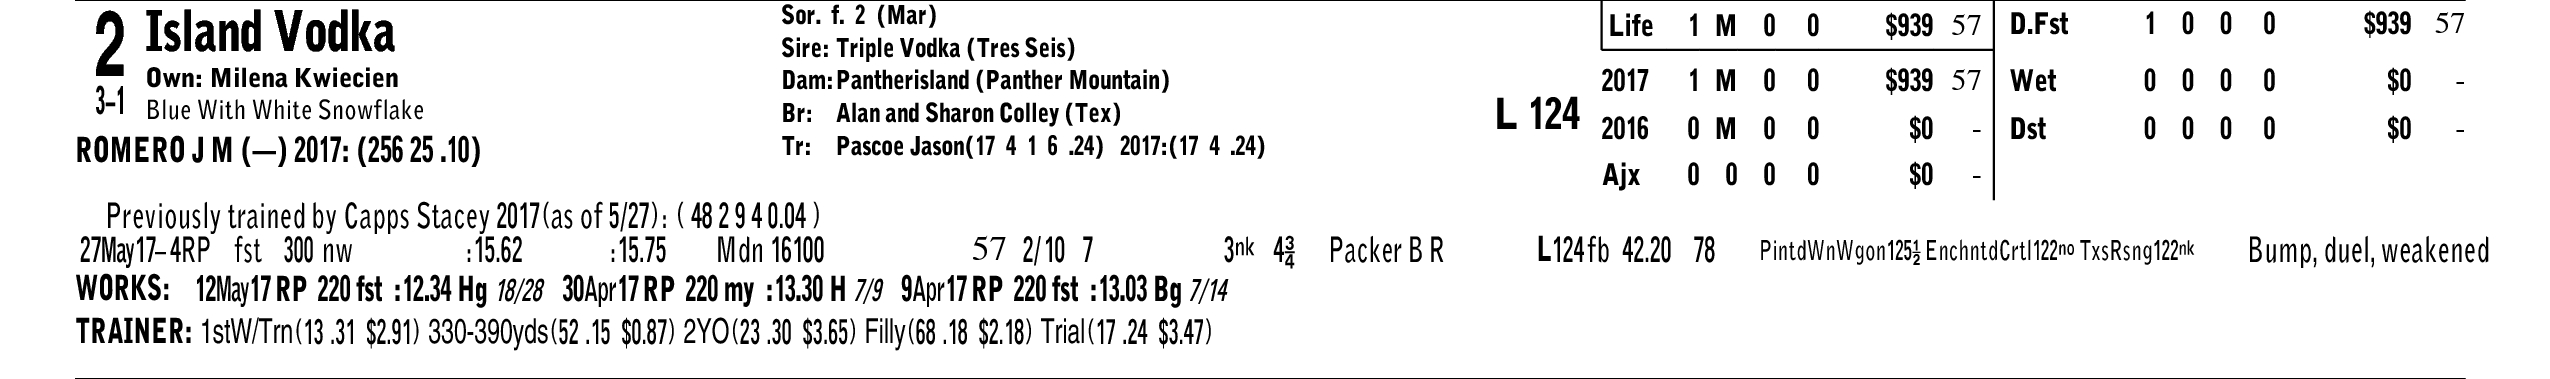 2 Island Vodka
Own: Milena Kwiecien
3–1 Blue With White Snowflake
ROMERO J M (—) 2017: (256 25 .10)
Sor. f. 2 (Mar)
Sire: Triple Vodka (Tres Seis)
Dam: Pantherisland (Panther Mountain)
Br: Alan and Sharon Colley (Tex)
Tr: Pascoe Jason(17 4 1 6 .24) 2017:(17 4 .24)
L 124
Life 1 M 0 0 $939 57
2017 1 M 0 0 $939 57
2016 0 M 0 0 $0 -
Ajx 0 0 0 0 $0 -
D.Fst 1 0 0 0 $939 57
Wet 0 0 0 0 $0 -
Dst 0 0 0 0 $0 -
Previously trained by Capps Stacey 2017(as of 5/27): ( 48 2 9 4 0.04 )
27May17–4RP fst 300 nw :15.62 :15.75 Mdn 16100 57 2/10 7 3nk 4¾ Packer B R L124fb 42.20 78 PintdWnWgon125½ EnchntdCrtl122no TxsRsng122nk Bump, duel, weakened
WORKS: 12May17 RP 220 fst :12.34 Hg 18/28 30Apr17 RP 220 my :13.30 H 7/9 9Apr17 RP 220 fst :13.03 Bg 7/14
TRAINER: 1stW/Trn(13 .31 $2.91) 330-390yds(52 .15 $0.87) 2YO(23 .30 $3.65) Filly(68 .18 $2.18) Trial(17 .24 $3.47)